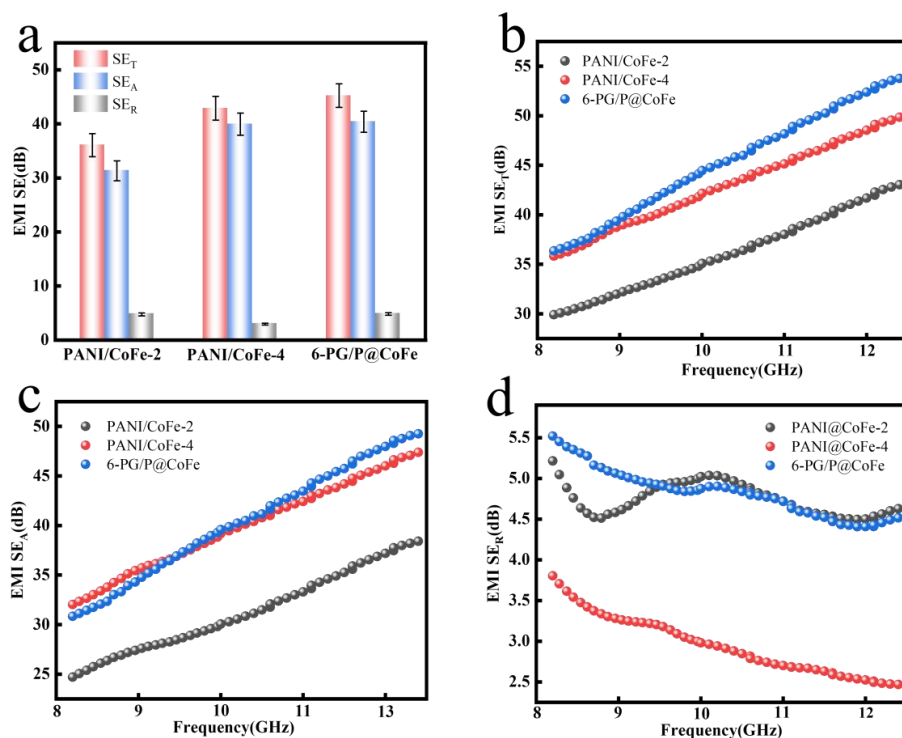 a
50
40
30
20
10
0
EMI SE(dB)
SE_T
SE_A
SE_R
PANI/CoFe-2
PANI/CoFe-4
6-PG/P@CoFe
b
55
50
45
40
35
30
EMI SE_T(dB)
PANI/CoFe-2
PANI/CoFe-4
6-PG/P@CoFe
8
9
10
11
12
Frequency(GHz)
c
50
45
40
35
30
25
EMI SE_A(dB)
PANI/CoFe-2
PANI/CoFe-4
6-PG/P@CoFe
8
9
10
11
13
Frequency(GHz)
d
5.5
5.0
4.5
4.0
3.5
3.0
2.5
EMI SE_R(dB)
PANI@CoFe-2
PANI@CoFe-4
6-PG/P@CoFe
8
9
10
11
12
Frequency(GHz)